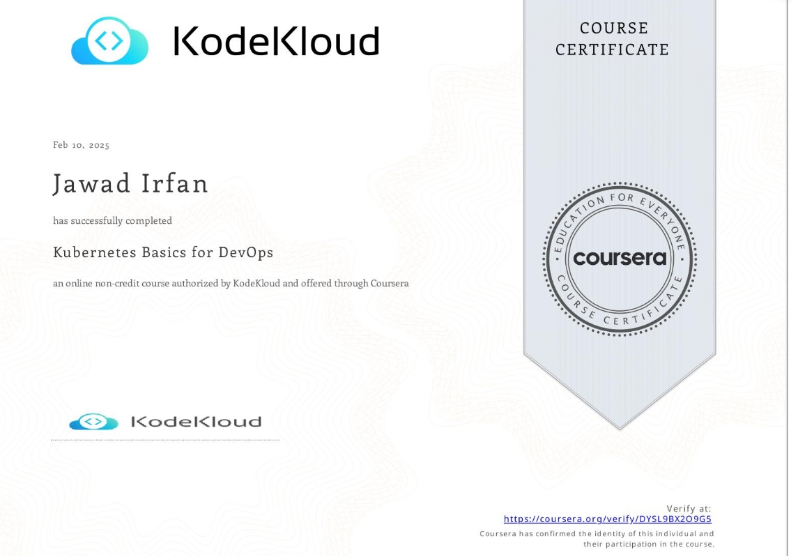 KodeKloud
COURSE
CERTIFICATE
Feb 10, 2025
Jawad Irfan
has successfully completed
Kubernetes Basics for DevOps
an online non-credit course authorized by KodeKloud and offered through Coursera
EDUCATION FOR EVERYONE
coursera
COURSE CERTIFICATE
KodeKloud
Verify at:
https://coursera.org/verify/DYSL9BX2O9G5
Coursera has confirmed the identity of this individual and
their participation in the course.